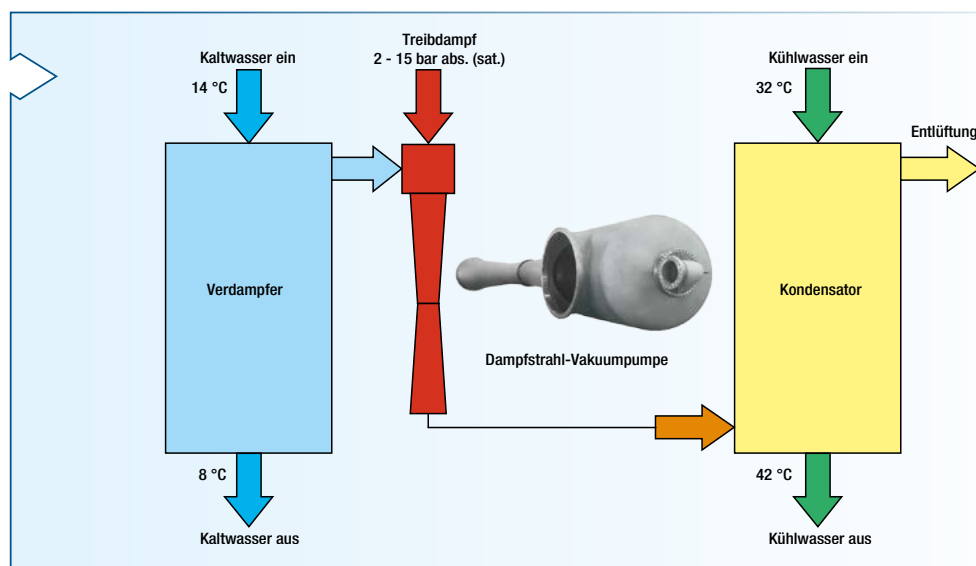 Kaltwasser ein
14 °C
Treibdampf
2 - 15 bar abs. (sat.)
Kühlwasser ein
32 °C
Entlüftung
Verdampfer
Kondensator
Dampfstrahl-Vakuumpumpe
8 °C
Kaltwasser aus
42 °C
Kühlwasser aus